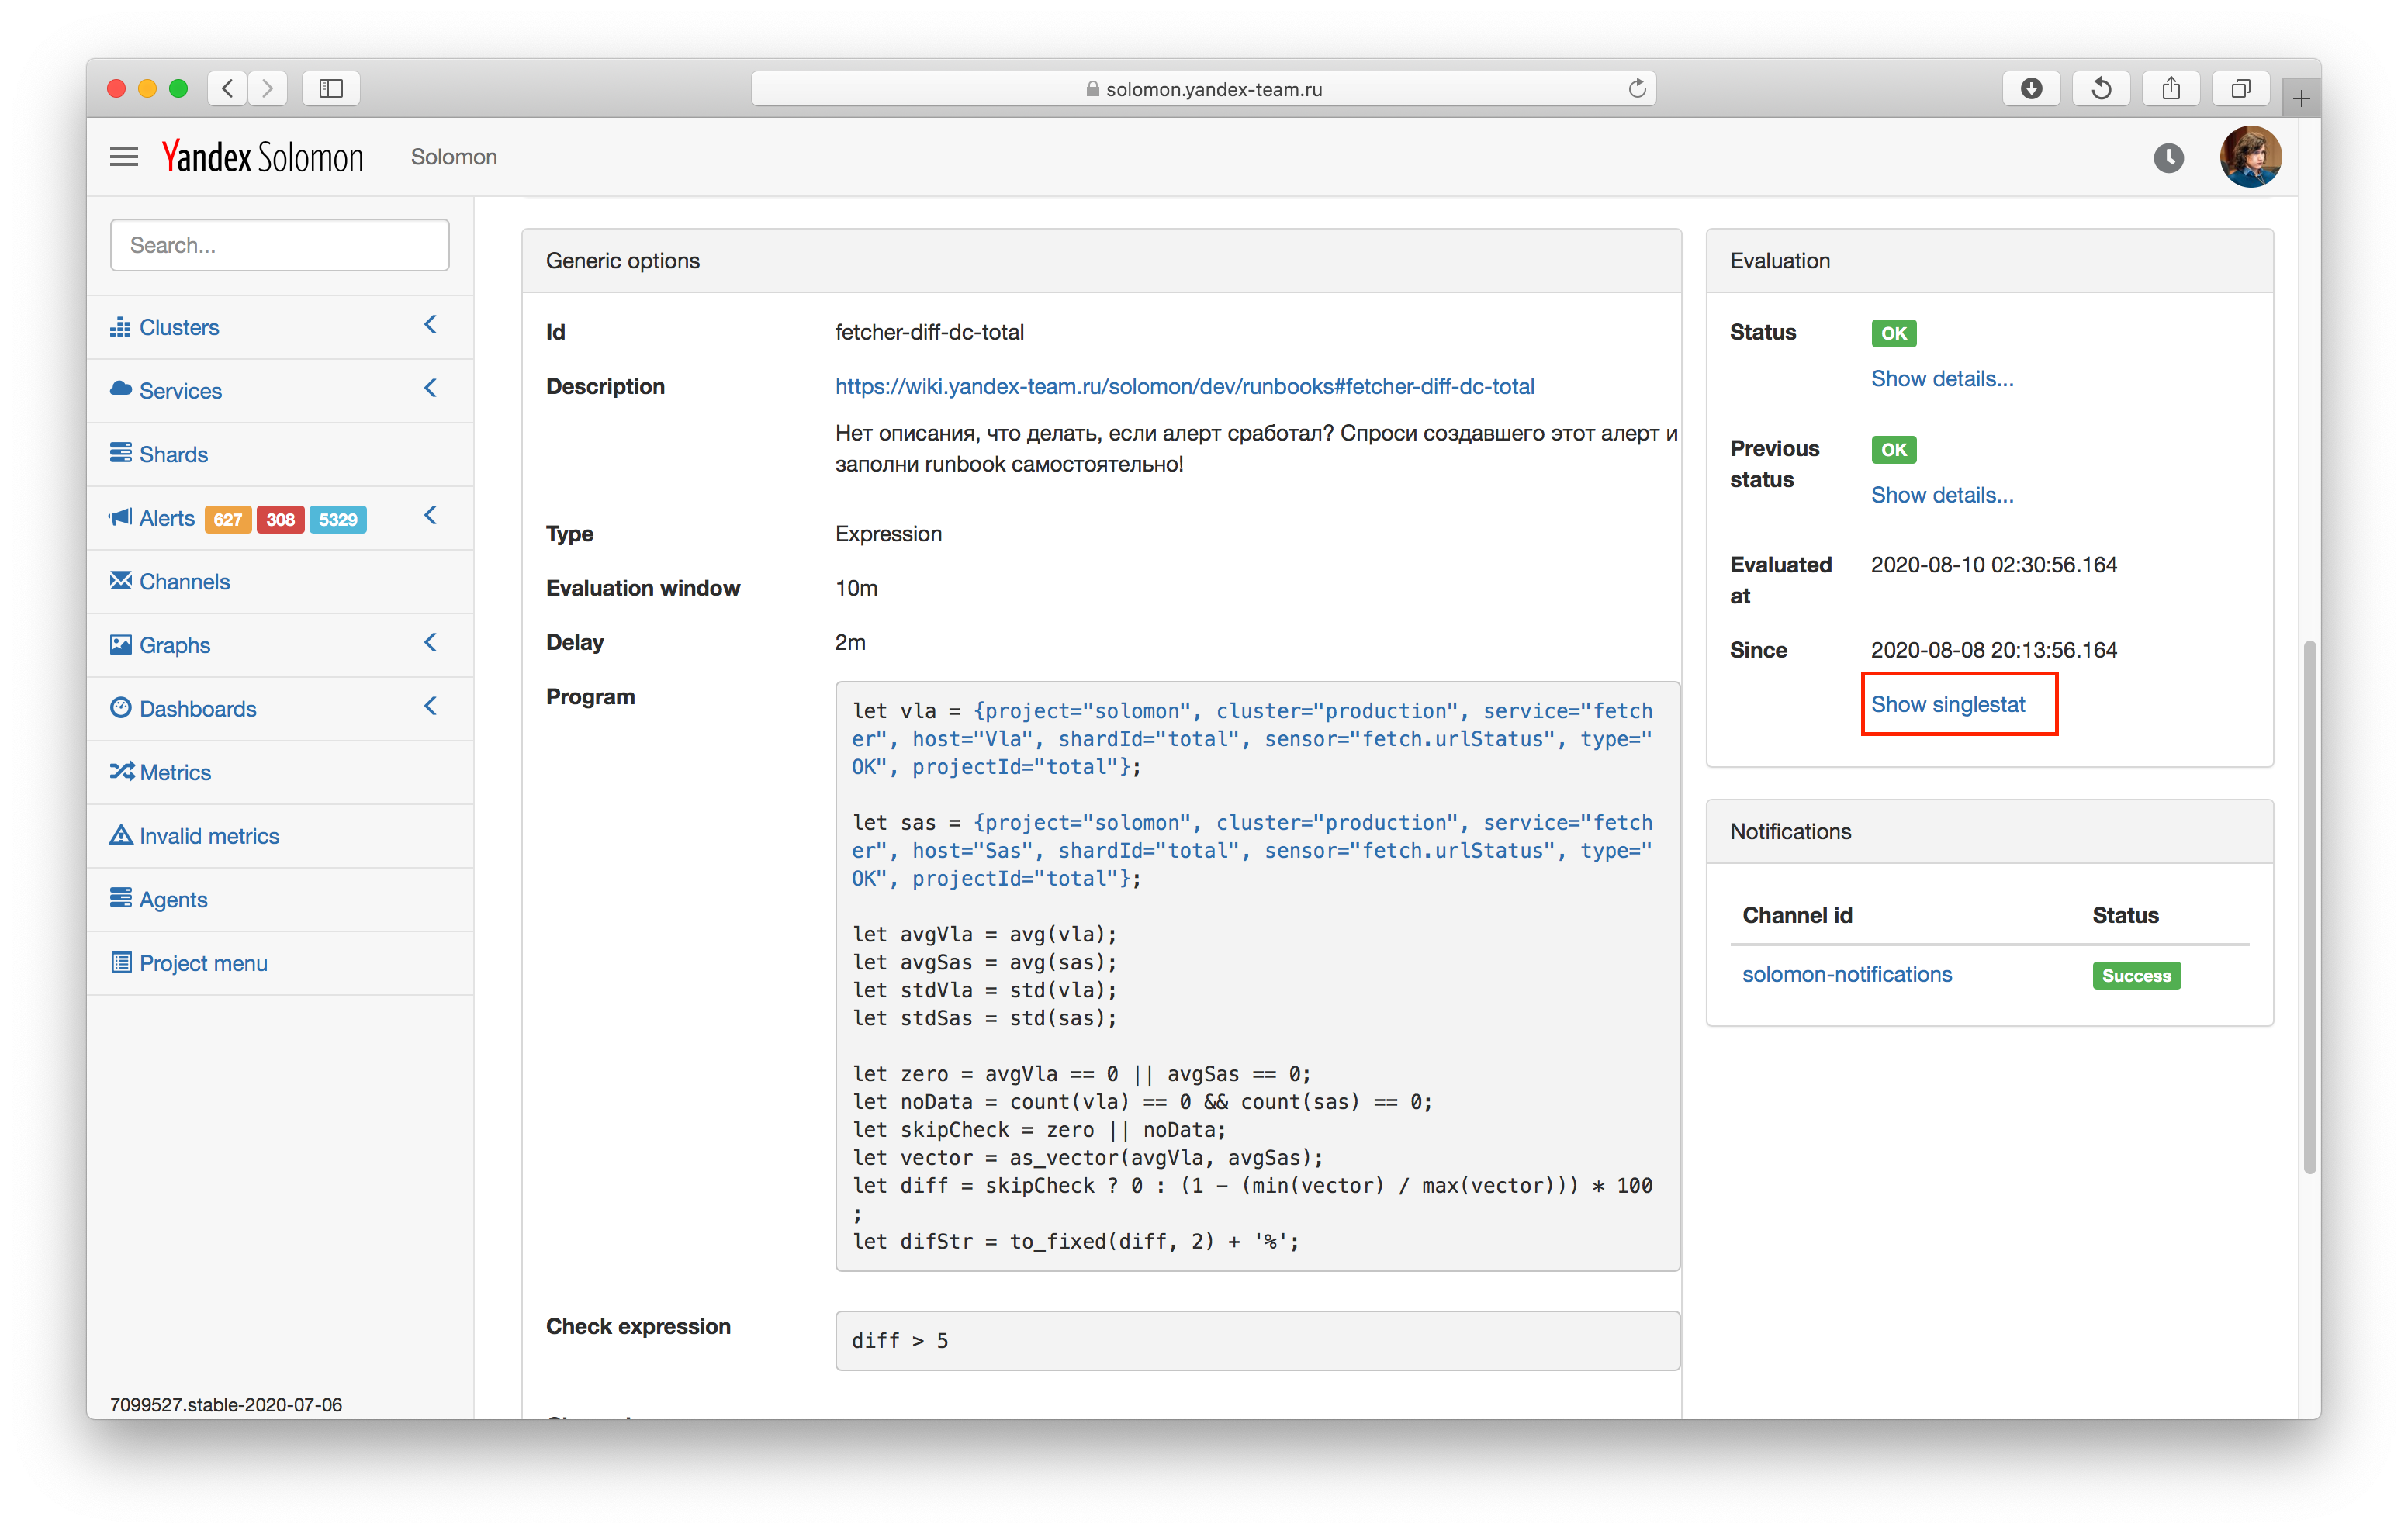 solomon.yandex-team.ru
Yandex Solomon
Solomon
Search...
Clusters
Services
Shards
Alerts 627 308 5329
Channels
Graphs
Dashboards
Metrics
Invalid metrics
Agents
Project menu
7099527.stable-2020-07-06
Generic options
Id fetcher-diff-dc-total
Description https://wiki.yandex-team.ru/solomon/dev/runbooks#fetcher-diff-dc-total
Нет описания, что делать, если алерт сработал? Спроси создавшего этот алерт и
заполни runbook самостоятельно!
Type Expression
Evaluation window 10m
Delay 2m
Program
let vla = {project="solomon", cluster="production", service="fetch
er", host="Vla", shardId="total", sensor="fetch.urlStatus", type="
OK", projectId="total"};
let sas = {project="solomon", cluster="production", service="fetch
er", host="Sas", shardId="total", sensor="fetch.urlStatus", type="
OK", projectId="total"};
let avgVla = avg(vla);
let avgSas = avg(sas);
let stdVla = std(vla);
let stdSas = std(sas);
let zero = avgVla == 0 || avgSas == 0;
let noData = count(vla) == 0 && count(sas) == 0;
let skipCheck = zero || noData;
let vector = as_vector(avgVla, avgSas);
let diff = skipCheck ? 0 : (1 - (min(vector) / max(vector))) * 100
;
let difStr = to_fixed(diff, 2) + '%';
Check expression diff > 5
Evaluation
Status OK
Show details...
Previous OK
status
Show details...
Evaluated 2020-08-10 02:30:56.164
at
Since 2020-08-08 20:13:56.164
Show singlestat
Notifications
Channel id Status
solomon-notifications Success